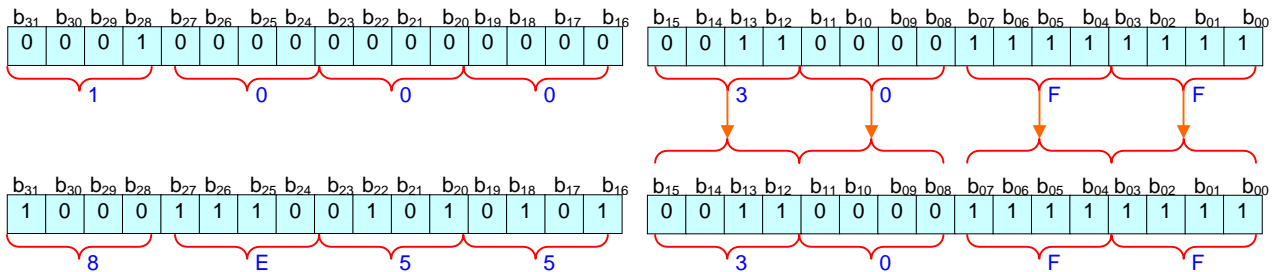 b31 b30 b29 b28 b27 b26 b25 b24 b23 b22 b21 b20 b19 b18 b17 b16 b15 b14 b13 b12 b11 b10 b09 b08 b07 b06 b05 b04 b03 b02 b01 b00
0 0 0 1 0 0 0 0 0 0 0 0 0 0 0 0 0 0 1 1 0 0 0 0 1 1 1 1 1 1 1 1
1 0 0 0 3 0 F F
b31 b30 b29 b28 b27 b26 b25 b24 b23 b22 b21 b20 b19 b18 b17 b16 b15 b14 b13 b12 b11 b10 b09 b08 b07 b06 b05 b04 b03 b02 b01 b00
1 0 0 0 1 1 1 0 0 1 0 1 0 1 0 1 0 0 1 1 0 0 0 0 1 1 1 1 1 1 1 1
8 E 5 5 3 0 F F